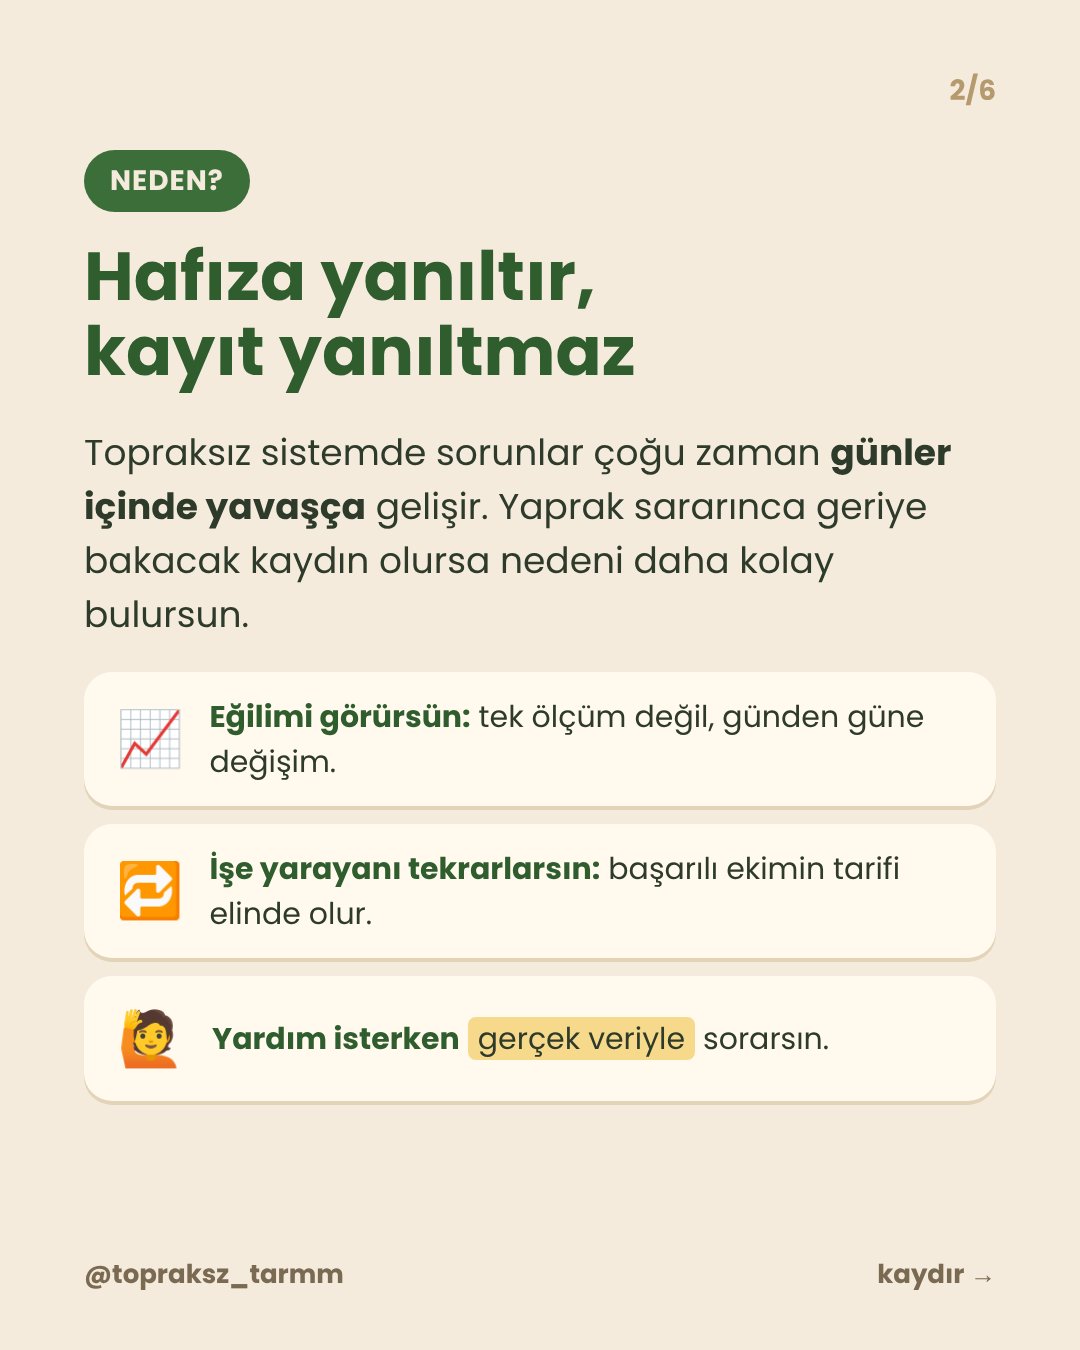 2/6
NEDEN?
Hafıza yanıltır,
kayıt yanıltmaz
Topraksız sistemde sorunlar çoğu zaman günler
içinde yavaşça gelişir. Yaprak sararınca geriye
bakacak kaydın olursa nedeni daha kolay
bulursun.
Eğilimi görürsün: tek ölçüm değil, günden güne
değişim.
İşe yarayanı tekrarlarsın: başarılı ekimin tarifi
elinde olur.
Yardım isterken gerçek veriyle sorarsın.
@topraksz_tarmm
kaydır →